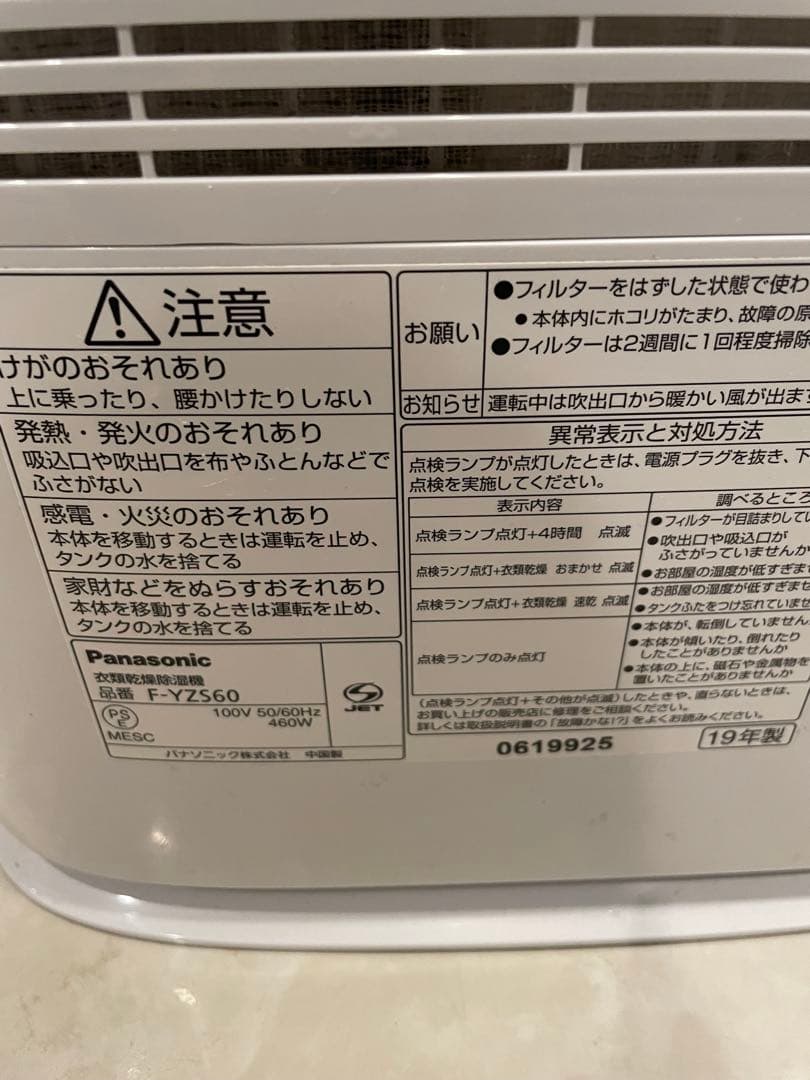 注意
けがのおそれあり
上に乗ったり、腰かけたりしない
発熱・発火のおそれあり
吸込口や吹出口を布やふとんなどで
ふさがない
感電・火災のおそれあり
本体を移動するときは運転を止め、
タンクの水を捨てる
家財などをぬらすおそれあり
本体を移動するときは運転を止め、
タンクの水を捨てる
Panasonic
衣類乾燥除湿機
品番 F-YZS60
PS
E
100V 50/60Hz
460W
MESC
JET
パナソニック株式会社 中国製
お願い
●フィルターをはずした状態で使わ
●本体内にホコリがたまり、故障の原
●フィルターは2週間に1回程度掃除
お知らせ
運転中は吹出口から暖かい風が出ます
異常表示と対処方法
点検ランプが点灯したときは、電源プラグを抜き、下
点検を実施してください。
表示内容
調べるところ
点検ランプ点灯+4時間 点滅
●フィルターが目詰まりしてい
●吹出口や吸込口が
ふさがっていませんか
点検ランプ点灯+衣類乾燥 おまかせ 点滅
●お部屋の温度が低すぎませ
点検ランプ点灯+衣類乾燥 速乾 点滅
●お部屋の湿度が低すぎませ
●タンクふたをつけ忘れていませ
点検ランプのみ点灯
●本体が、転倒していません
●本体が傾いたり、倒れたり
したことがありませんか
●本体の上に、磁石や金属物を
置いたことがありませんか
(点検ランプ点灯+その他が点滅)したときや、直らないときは、
お買い上げの販売店に修理をご相談ください。
詳しくは取扱説明書の「故障かな!?」をよくお読みください。
0619925
19年製